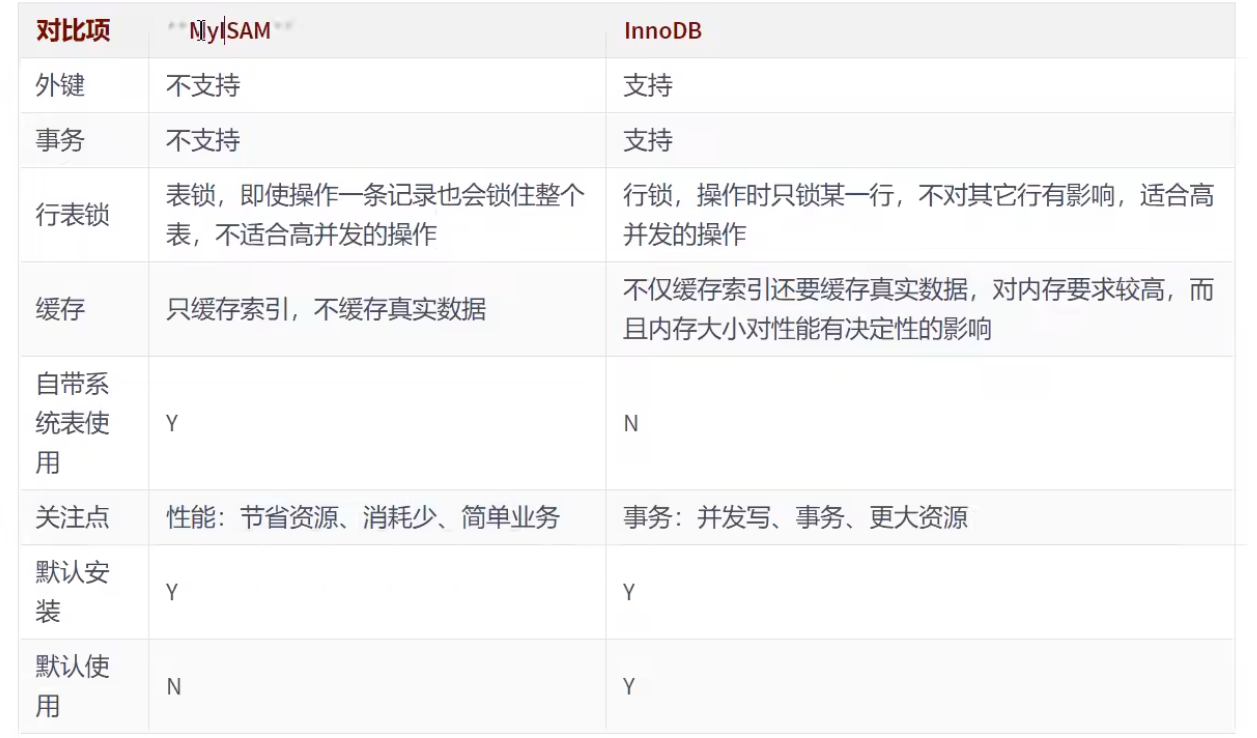 对比项 **MyISAM** InnoDB
外键 不支持 支持
事务 不支持 支持
行表锁
表锁，即使操作一条记录也会锁住整个
表，不适合高并发的操作
行锁，操作时只锁某一行，不对其它行有影响，适合高
并发的操作
缓存
只缓存索引，不缓存真实数据
不仅缓存索引还要缓存真实数据，对内存要求较高，而
且内存大小对性能有决定性的影响
自带系
统表使
用
Y
N
关注点 性能：节省资源、消耗少、简单业务 事务：并发写、事务、更大资源
默认安
装
Y
Y
默认使
用
N
Y